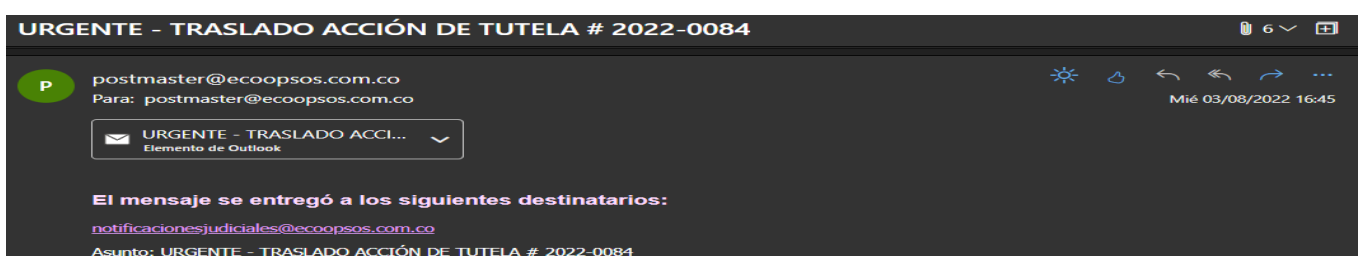 URGENTE - TRASLADO ACCIÓN DE TUTELA # 2022-0084
6
P
postmaster@ecoopsos.com.co
Para: postmaster@ecoopsos.com.co
Mié 03/08/2022 16:45
URGENTE - TRASLADO ACCI...
Elemento de Outlook
El mensaje se entregó a los siguientes destinatarios:
notificacionesjudiciales@ecoopsos.com.co
Asunto: URGENTE - TRASLADO ACCIÓN DE TUTELA # 2022-0084